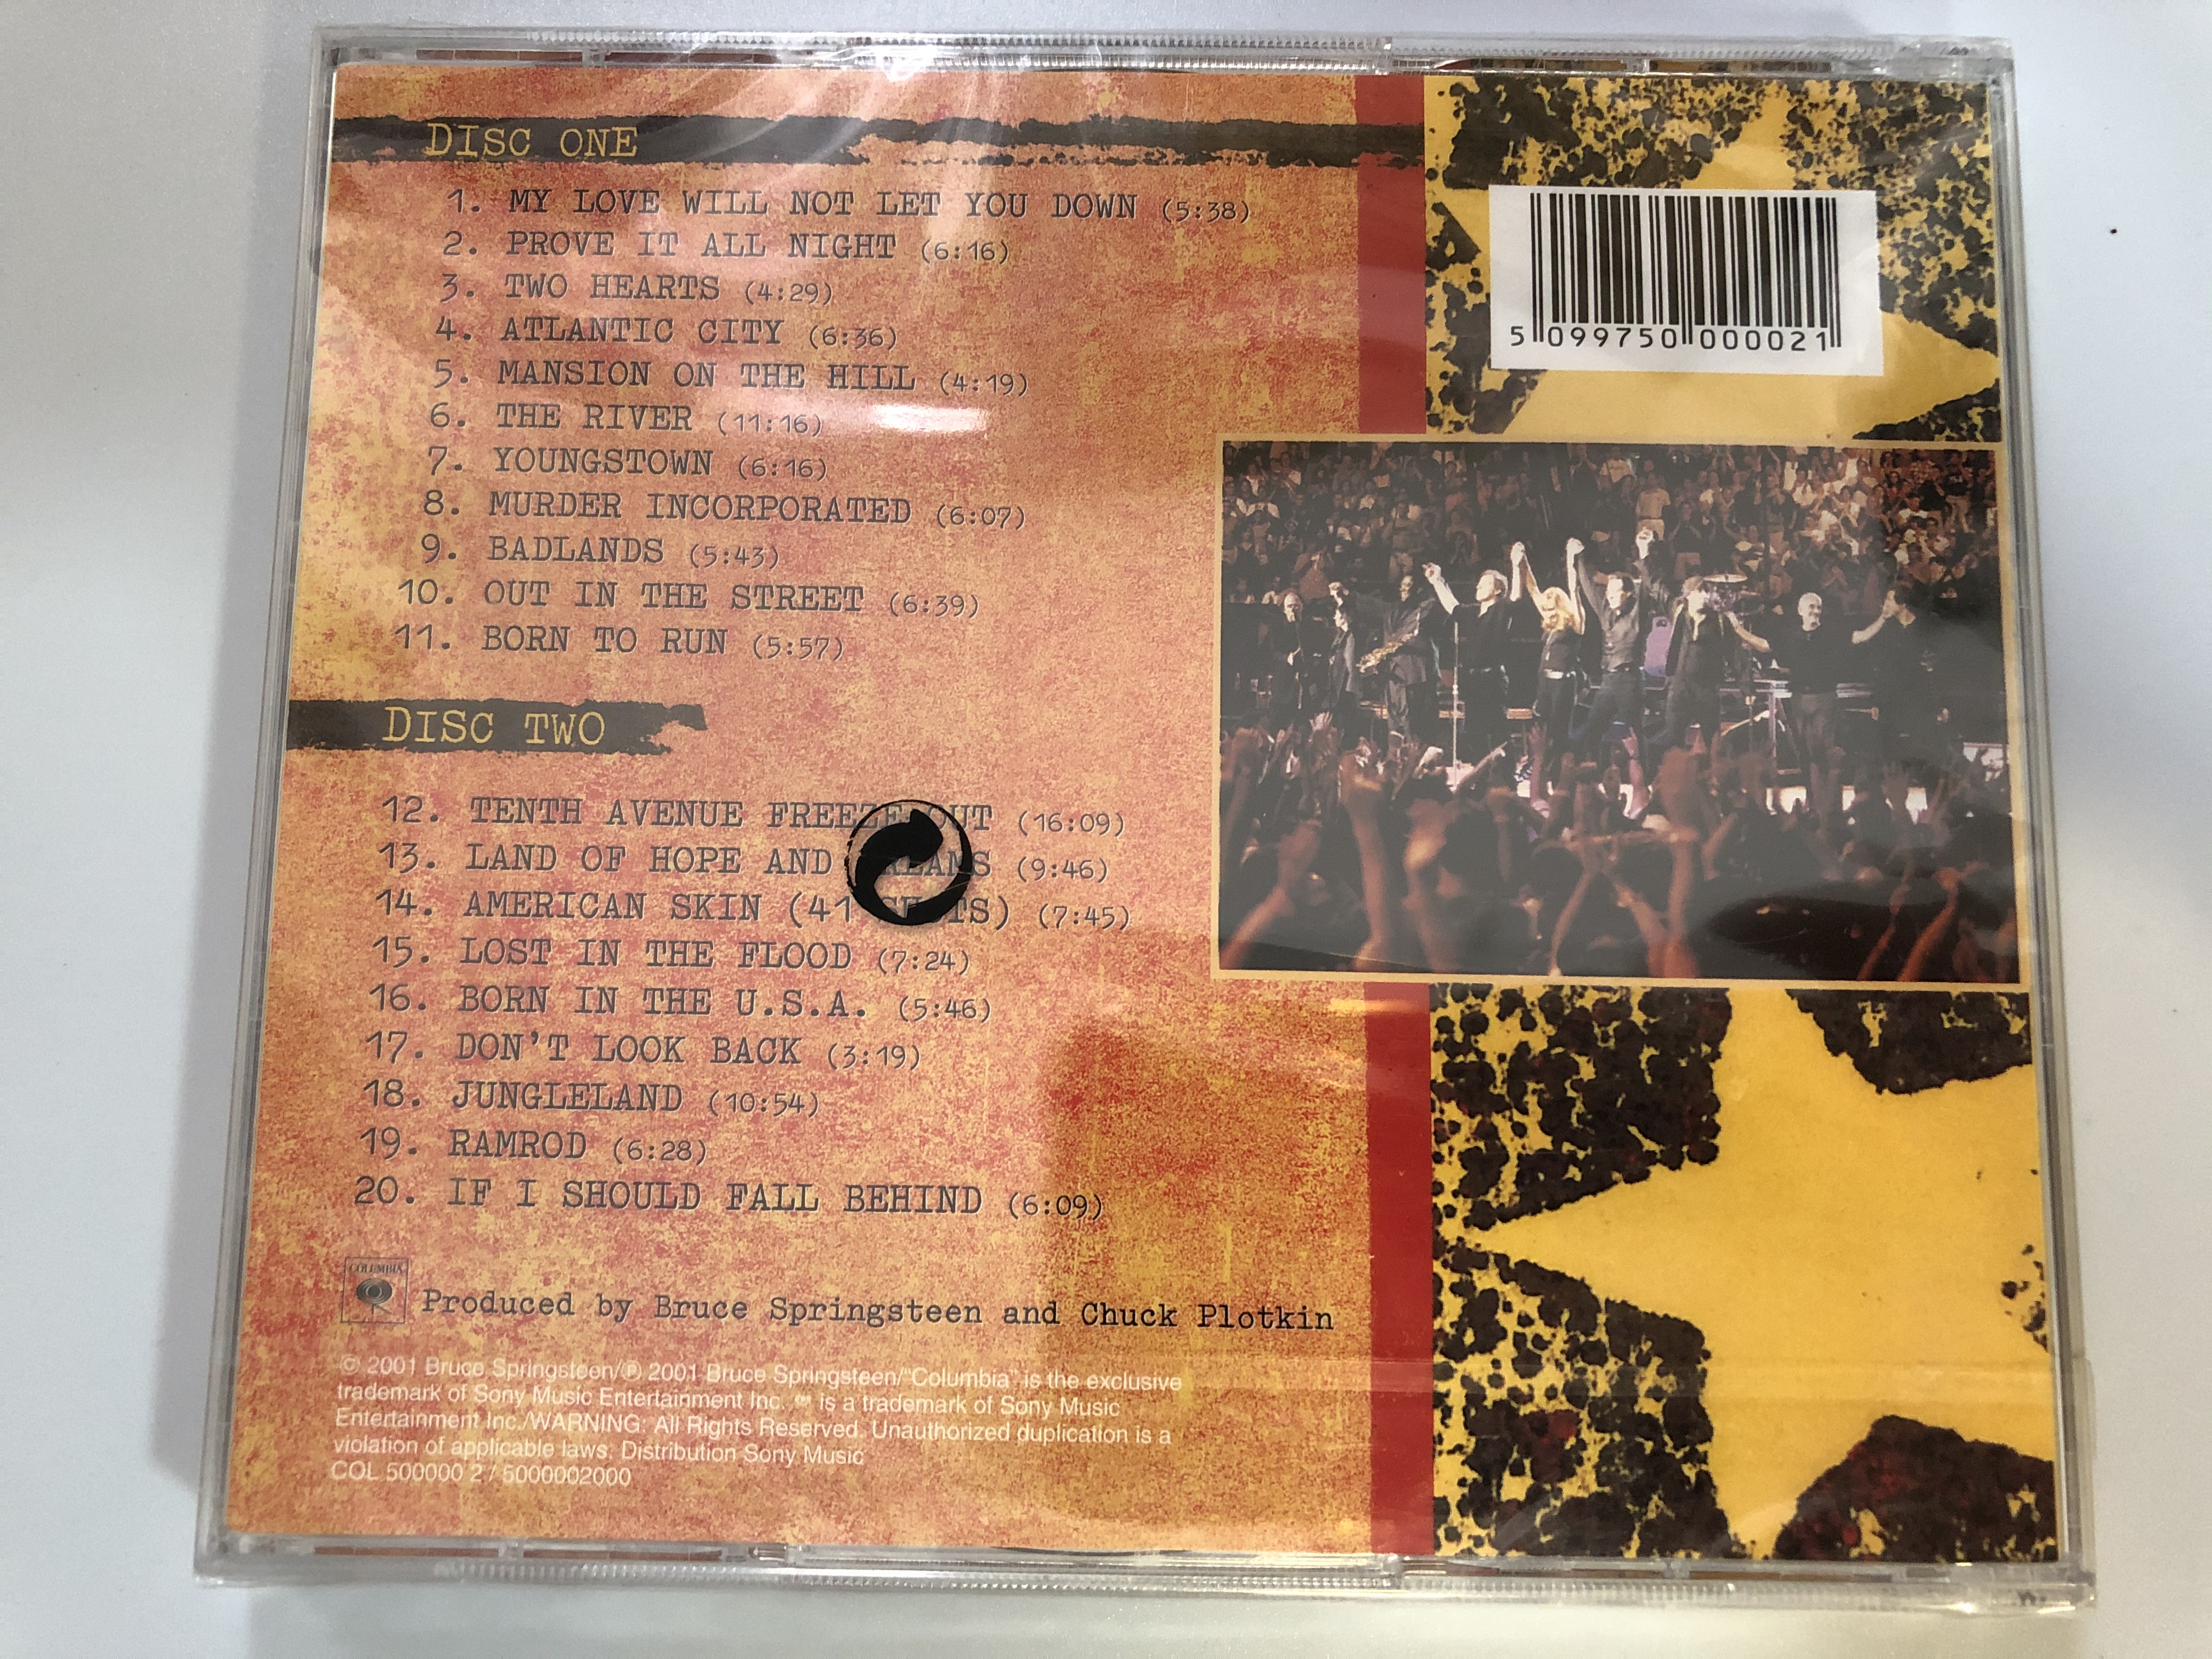 DISC ONE
1. MY LOVE WILL NOT LET YOU DOWN (5:38)
2. PROVE IT ALL NIGHT (6:16)
3. TWO HEARTS (4:29)
4. ATLANTIC CITY (6:36)
5. MANSION ON THE HILL (4:19)
6. THE RIVER (11:16)
7. YOUNGSTOWN (6:16)
8. MURDER INCORPORATED (6:07)
9. BADLANDS (5:43)
10. OUT IN THE STREET (6:39)
11. BORN TO RUN (5:57)
DISC TWO
12. TENTH AVENUE FREEZE-OUT (16:09)
13. LAND OF HOPE AND DREAMS (9:46)
14. AMERICAN SKIN (41 SHOTS) (7:45)
15. LOST IN THE FLOOD (7:24)
16. BORN IN THE U.S.A. (5:46)
17. DON'T LOOK BACK (3:19)
18. JUNGLELAND (10:54)
19. RAMROD (6:28)
20. IF I SHOULD FALL BEHIND (6:09)
COLUMBIA
Produced by Bruce Springsteen and Chuck Plotkin
© 2001 Bruce Springsteen/℗ 2001 Bruce Springsteen/"Columbia" is the exclusive
trademark of Sony Music Entertainment Inc. is a trademark of Sony Music
Entertainment Inc./WARNING: All Rights Reserved. Unauthorized duplication is a
violation of applicable laws. Distribution Sony Music
COL 500000 2 / 5000002000
5 099750 000021